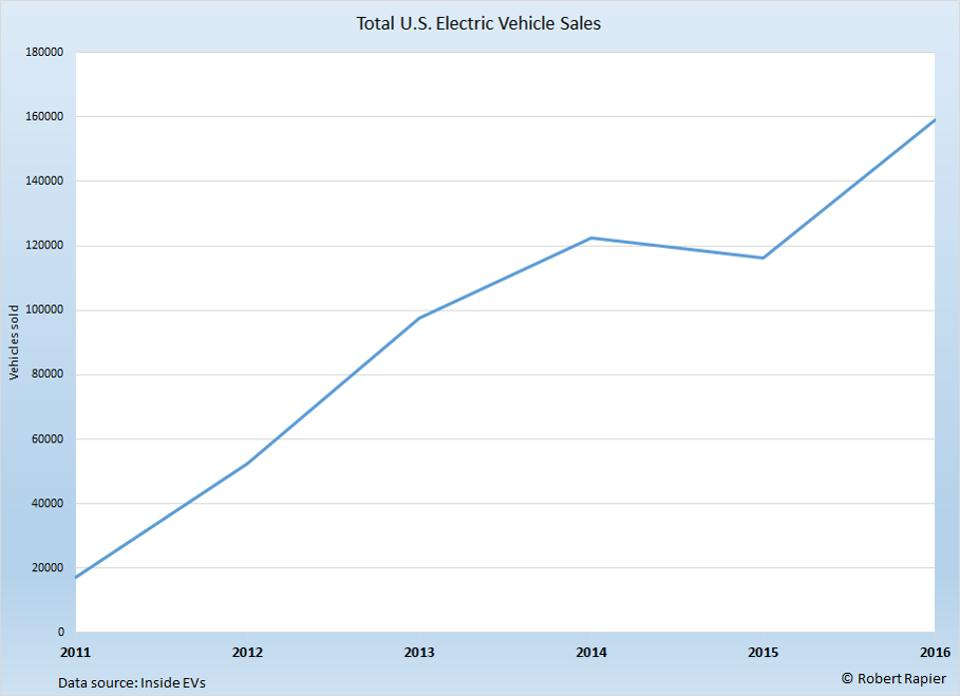 Total U.S. Electric Vehicle Sales
180000
160000
140000
120000
100000
80000
60000
40000
20000
0
Vehicles sold
2011 2012 2013 2014 2015 2016
Data source: Inside EVs
© Robert Rapier